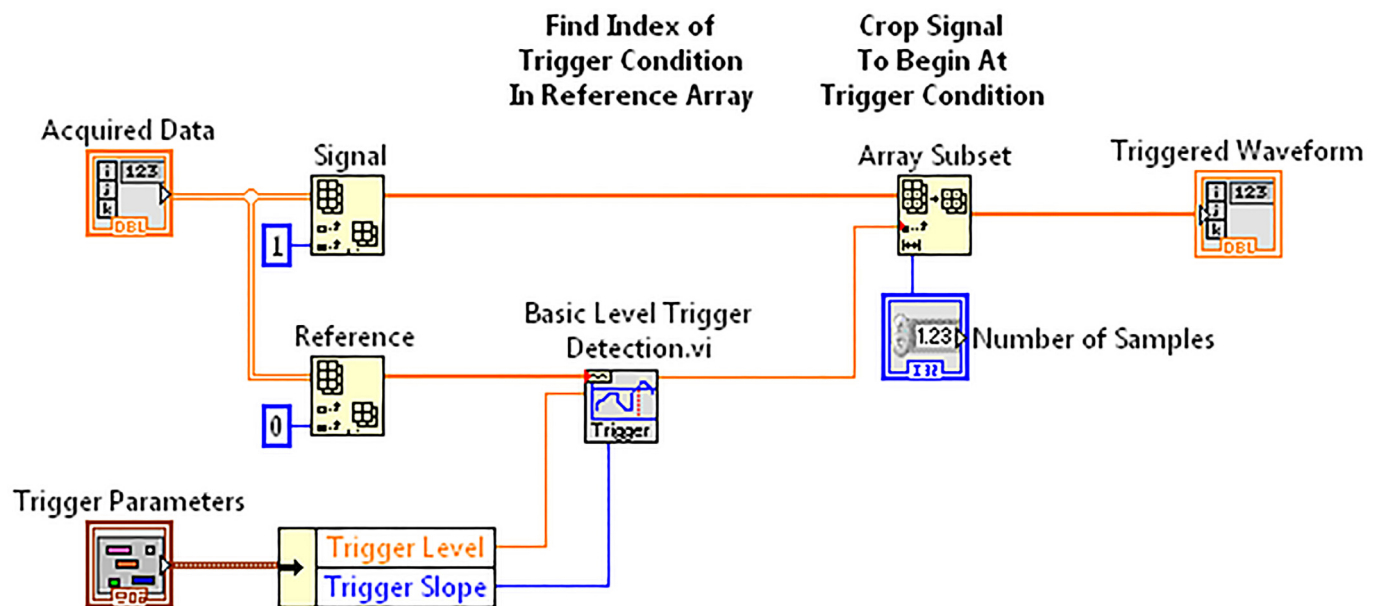 Find Index of
Trigger Condition
In Reference Array
Crop Signal
To Begin At
Trigger Condition
Acquired Data
Signal
Array Subset
Triggered Waveform
i
j
k
123
DBL
1
i
j
k
123
DBL
Reference
Basic Level Trigger
Detection.vi
1.23
I32
Number of Samples
0
Trigger
Trigger Parameters
Trigger Level
Trigger Slope